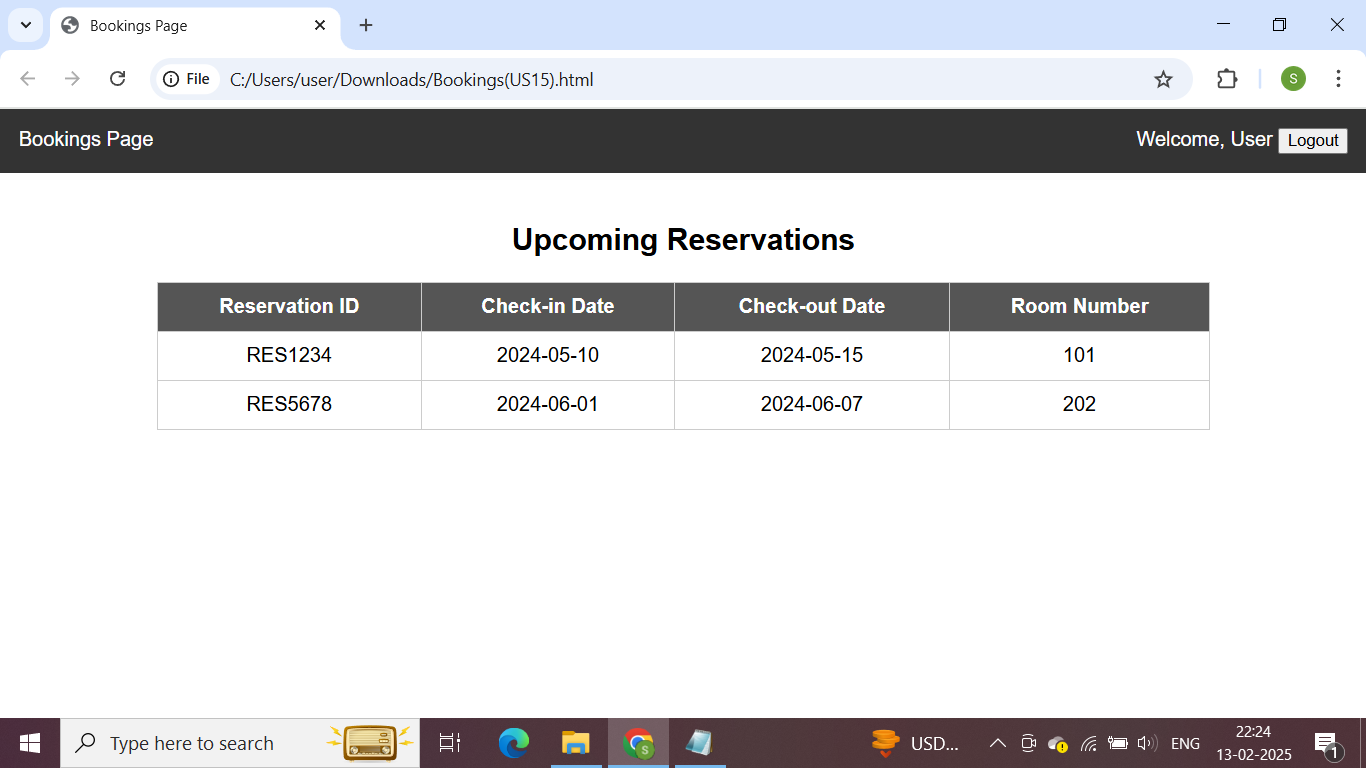 Bookings Page
File C:/Users/user/Downloads/Bookings(US15).html S
Bookings Page Welcome, User Logout
Upcoming Reservations
Reservation ID Check-in Date Check-out Date Room Number
RES1234 2024-05-10 2024-05-15 101
RES5678 2024-06-01 2024-06-07 202
Type here to search S USD... ENG 22:24 1
13-02-2025